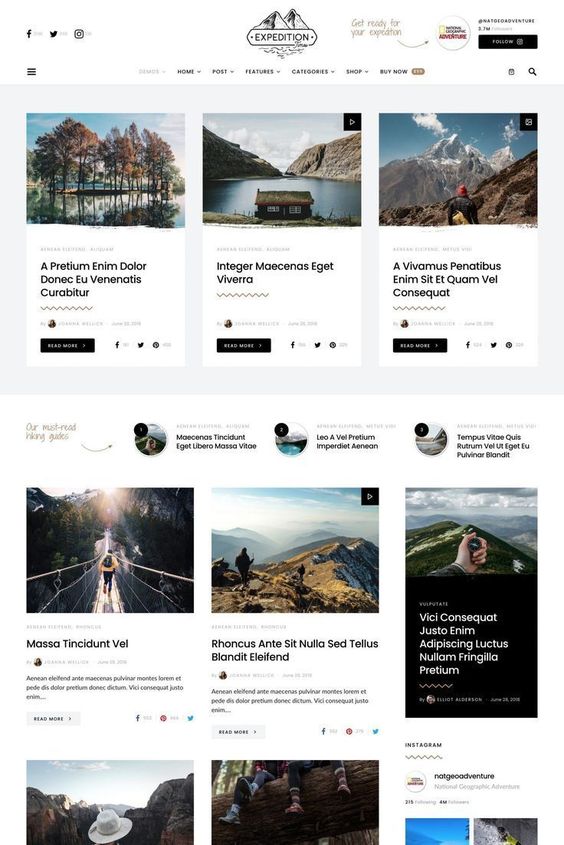 EXPEDITION
Get ready for
your expedition
NATIONAL
GEOGRAPHIC
ADVENTURE
@NATGEOADVENTURE
3.7M Followers
FOLLOW
DEMOS
HOME
POST
FEATURES
CATEGORIES
SHOP
BUY NOW
AENEAN ELEIFEND, ALIQUAM
A Pretium Enim Dolor
Donec Eu Venenatis
Curabitur
By JOANNA WELLICK · June 28, 2018
READ MORE
AENEAN ELEIFEND, ALIQUAM
Integer Maecenas Eget
Viverra
By JOANNA WELLICK · June 28, 2018
READ MORE
AENEAN ELEIFEND, METUS VISI
A Vivamus Penatibus
Enim Sit Et Quam Vel
Consequat
By JOANNA WELLICK · June 28, 2018
READ MORE
Our must-read
hiking guides
1
AENEAN ELEIFEND, ALIQUAM
Maecenas Tincidunt
Eget Libero Massa Vitae
2
AENEAN ELEIFEND, METUS VISI
Leo A Vel Pretium
Imperdiet Aenean
3
AENEAN ELEIFEND, METUS VISI
Tempus Vitae Quis
Rutrum Vel Ut Eget Eu
Pulvinar Blandit
AENEAN ELEIFEND, RHONCUS
Massa Tincidunt Vel
By JOANNA WELLICK · June 28, 2018
Aenean eleifend ante maecenas pulvinar montes lorem et
pede dis dolor pretium donec dictum. Vici consequat justo
enim....
READ MORE
AENEAN ELEIFEND, RHONCUS
Rhoncus Ante Sit Nulla Sed Tellus
Blandit Eleifend
By JOANNA WELLICK · June 28, 2018
Aenean eleifend ante maecenas pulvinar montes lorem et
pede dis dolor pretium donec dictum. Vici consequat justo
enim....
READ MORE
VULPUTATE
Vici Consequat
Justo Enim
Adipiscing Luctus
Nullam Fringilla
Pretium
By ELLIOT ALDERSON · June 28, 2018
INSTAGRAM
natgeoadventure
National Geographic Adventure
215 Following 4M Followers